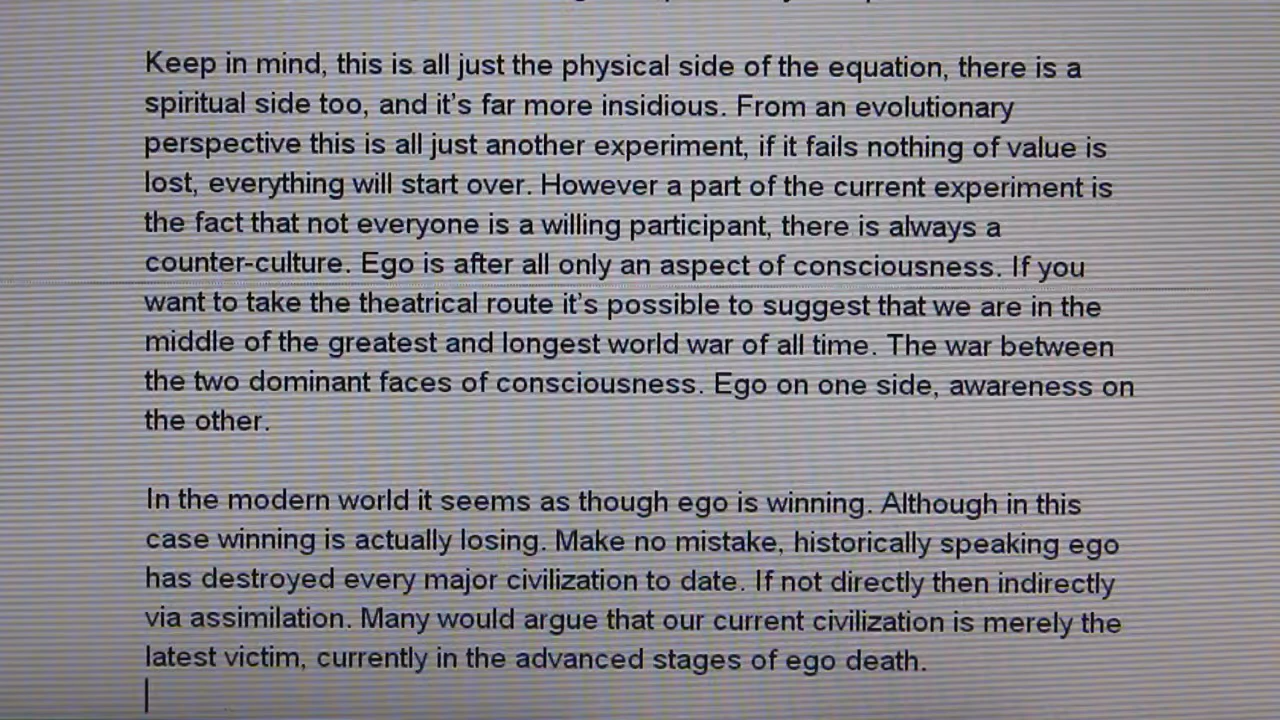 Keep in mind, this is all just the physical side of the equation, there is a
spiritual side too, and it's far more insidious. From an evolutionary
perspective this is all just another experiment, if it fails nothing of value is
lost, everything will start over. However a part of the current experiment is
the fact that not everyone is a willing participant, there is always a
counter-culture. Ego is after all only an aspect of consciousness. If you
want to take the theatrical route it's possible to suggest that we are in the
middle of the greatest and longest world war of all time. The war between
the two dominant faces of consciousness. Ego on one side, awareness on
the other.
In the modern world it seems as though ego is winning. Although in this
case winning is actually losing. Make no mistake, historically speaking ego
has destroyed every major civilization to date. If not directly then indirectly
via assimilation. Many would argue that our current civilization is merely the
latest victim, currently in the advanced stages of ego death.